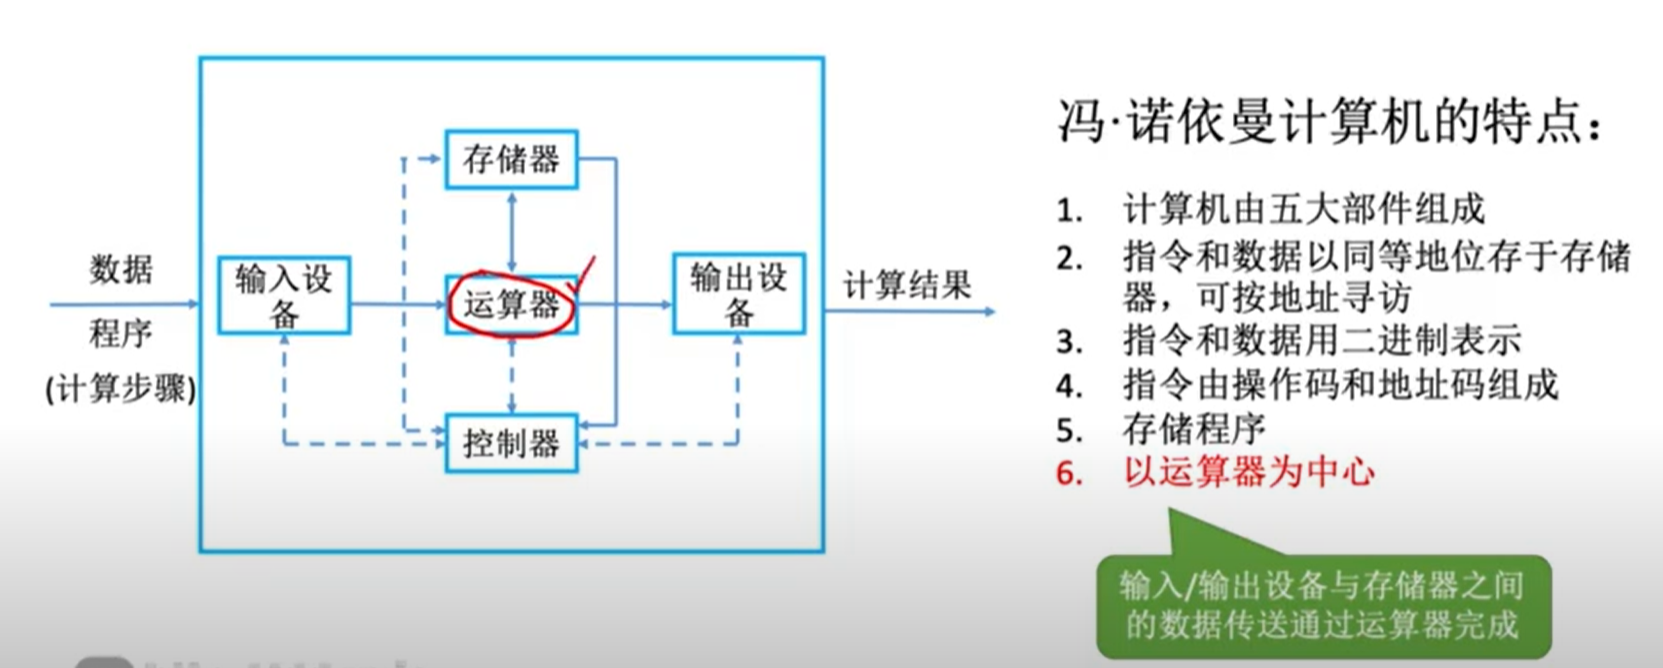 数据
程序
(计算步骤)
输入设
备
存储器
运算器
控制器
输出设
备
计算结果
冯·诺依曼计算机的特点：
1. 计算机由五大部件组成
2. 指令和数据以同等地位存于存储
器，可按地址寻访
3. 指令和数据用二进制表示
4. 指令由操作码和地址码组成
5. 存储程序
6. 以运算器为中心
输入/输出设备与存储器之间
的数据传送通过运算器完成